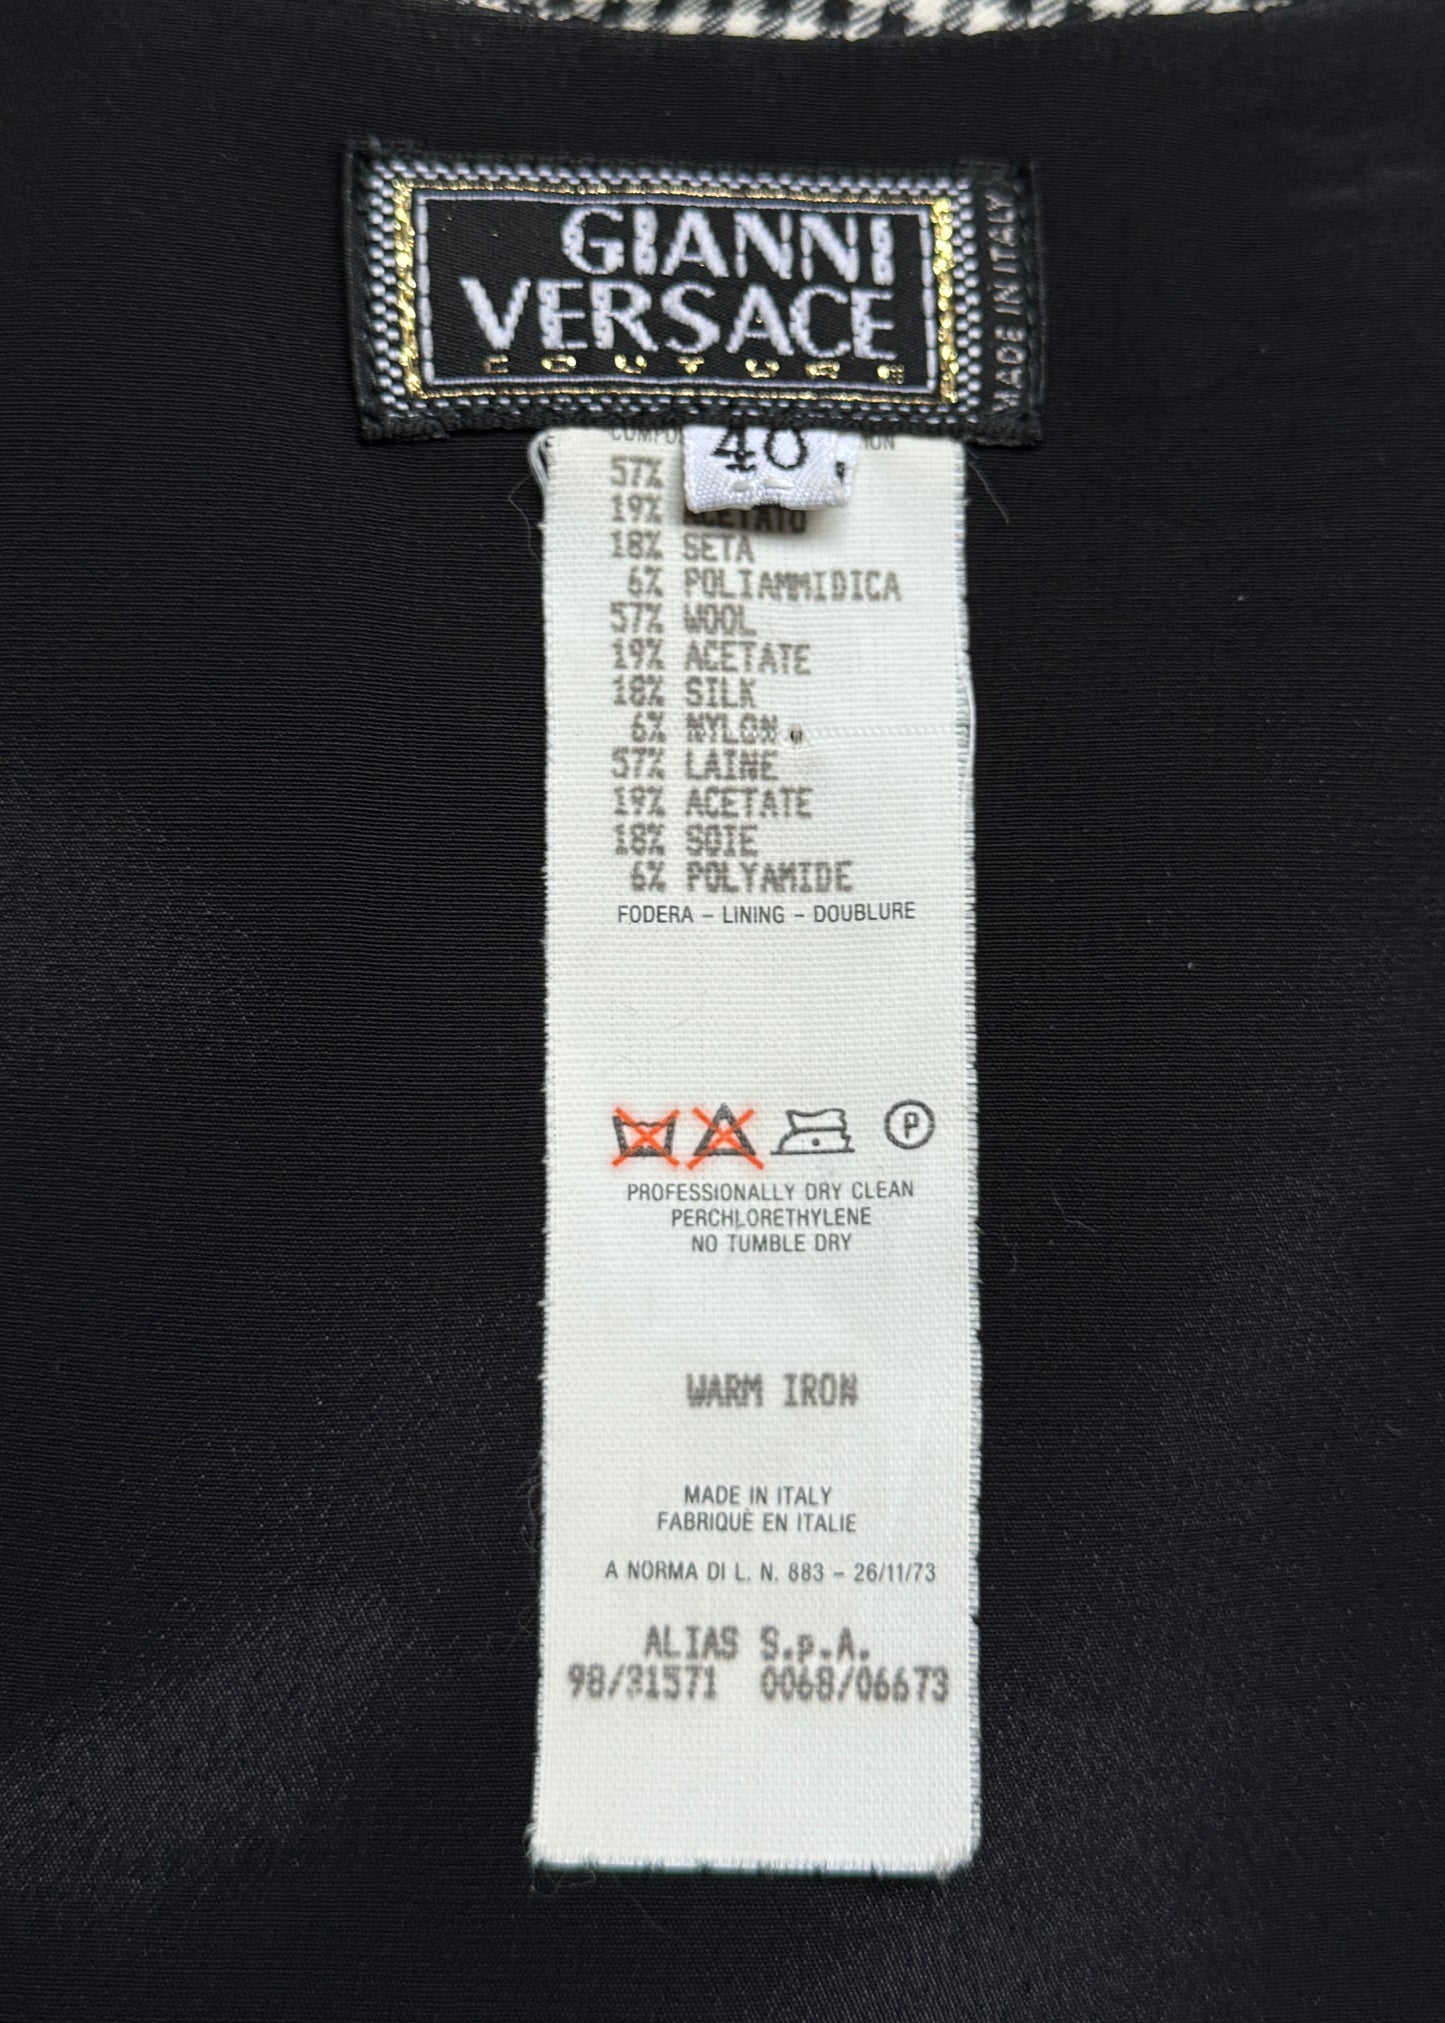 GIANNI
VERSACE
COUTURE
MADE IN ITALY
40
57%
19% ACETATO
18% SETA
6% POLIAMMIDICA
57% WOOL
19% ACETATE
18% SILK
6% NYLON
57% LAINE
19% ACETATE
18% SOIE
6% POLYAMIDE
FODERA - LINING - DOUBLURE
P
PROFESSIONALLY DRY CLEAN
PERCHLORETHYLENE
NO TUMBLE DRY
WARM IRON
MADE IN ITALY
FABRIQUÈ EN ITALIE
A NORMA DI L. N. 883 - 26/11/73
ALIAS S.p.A.
98/31571 0068/06673